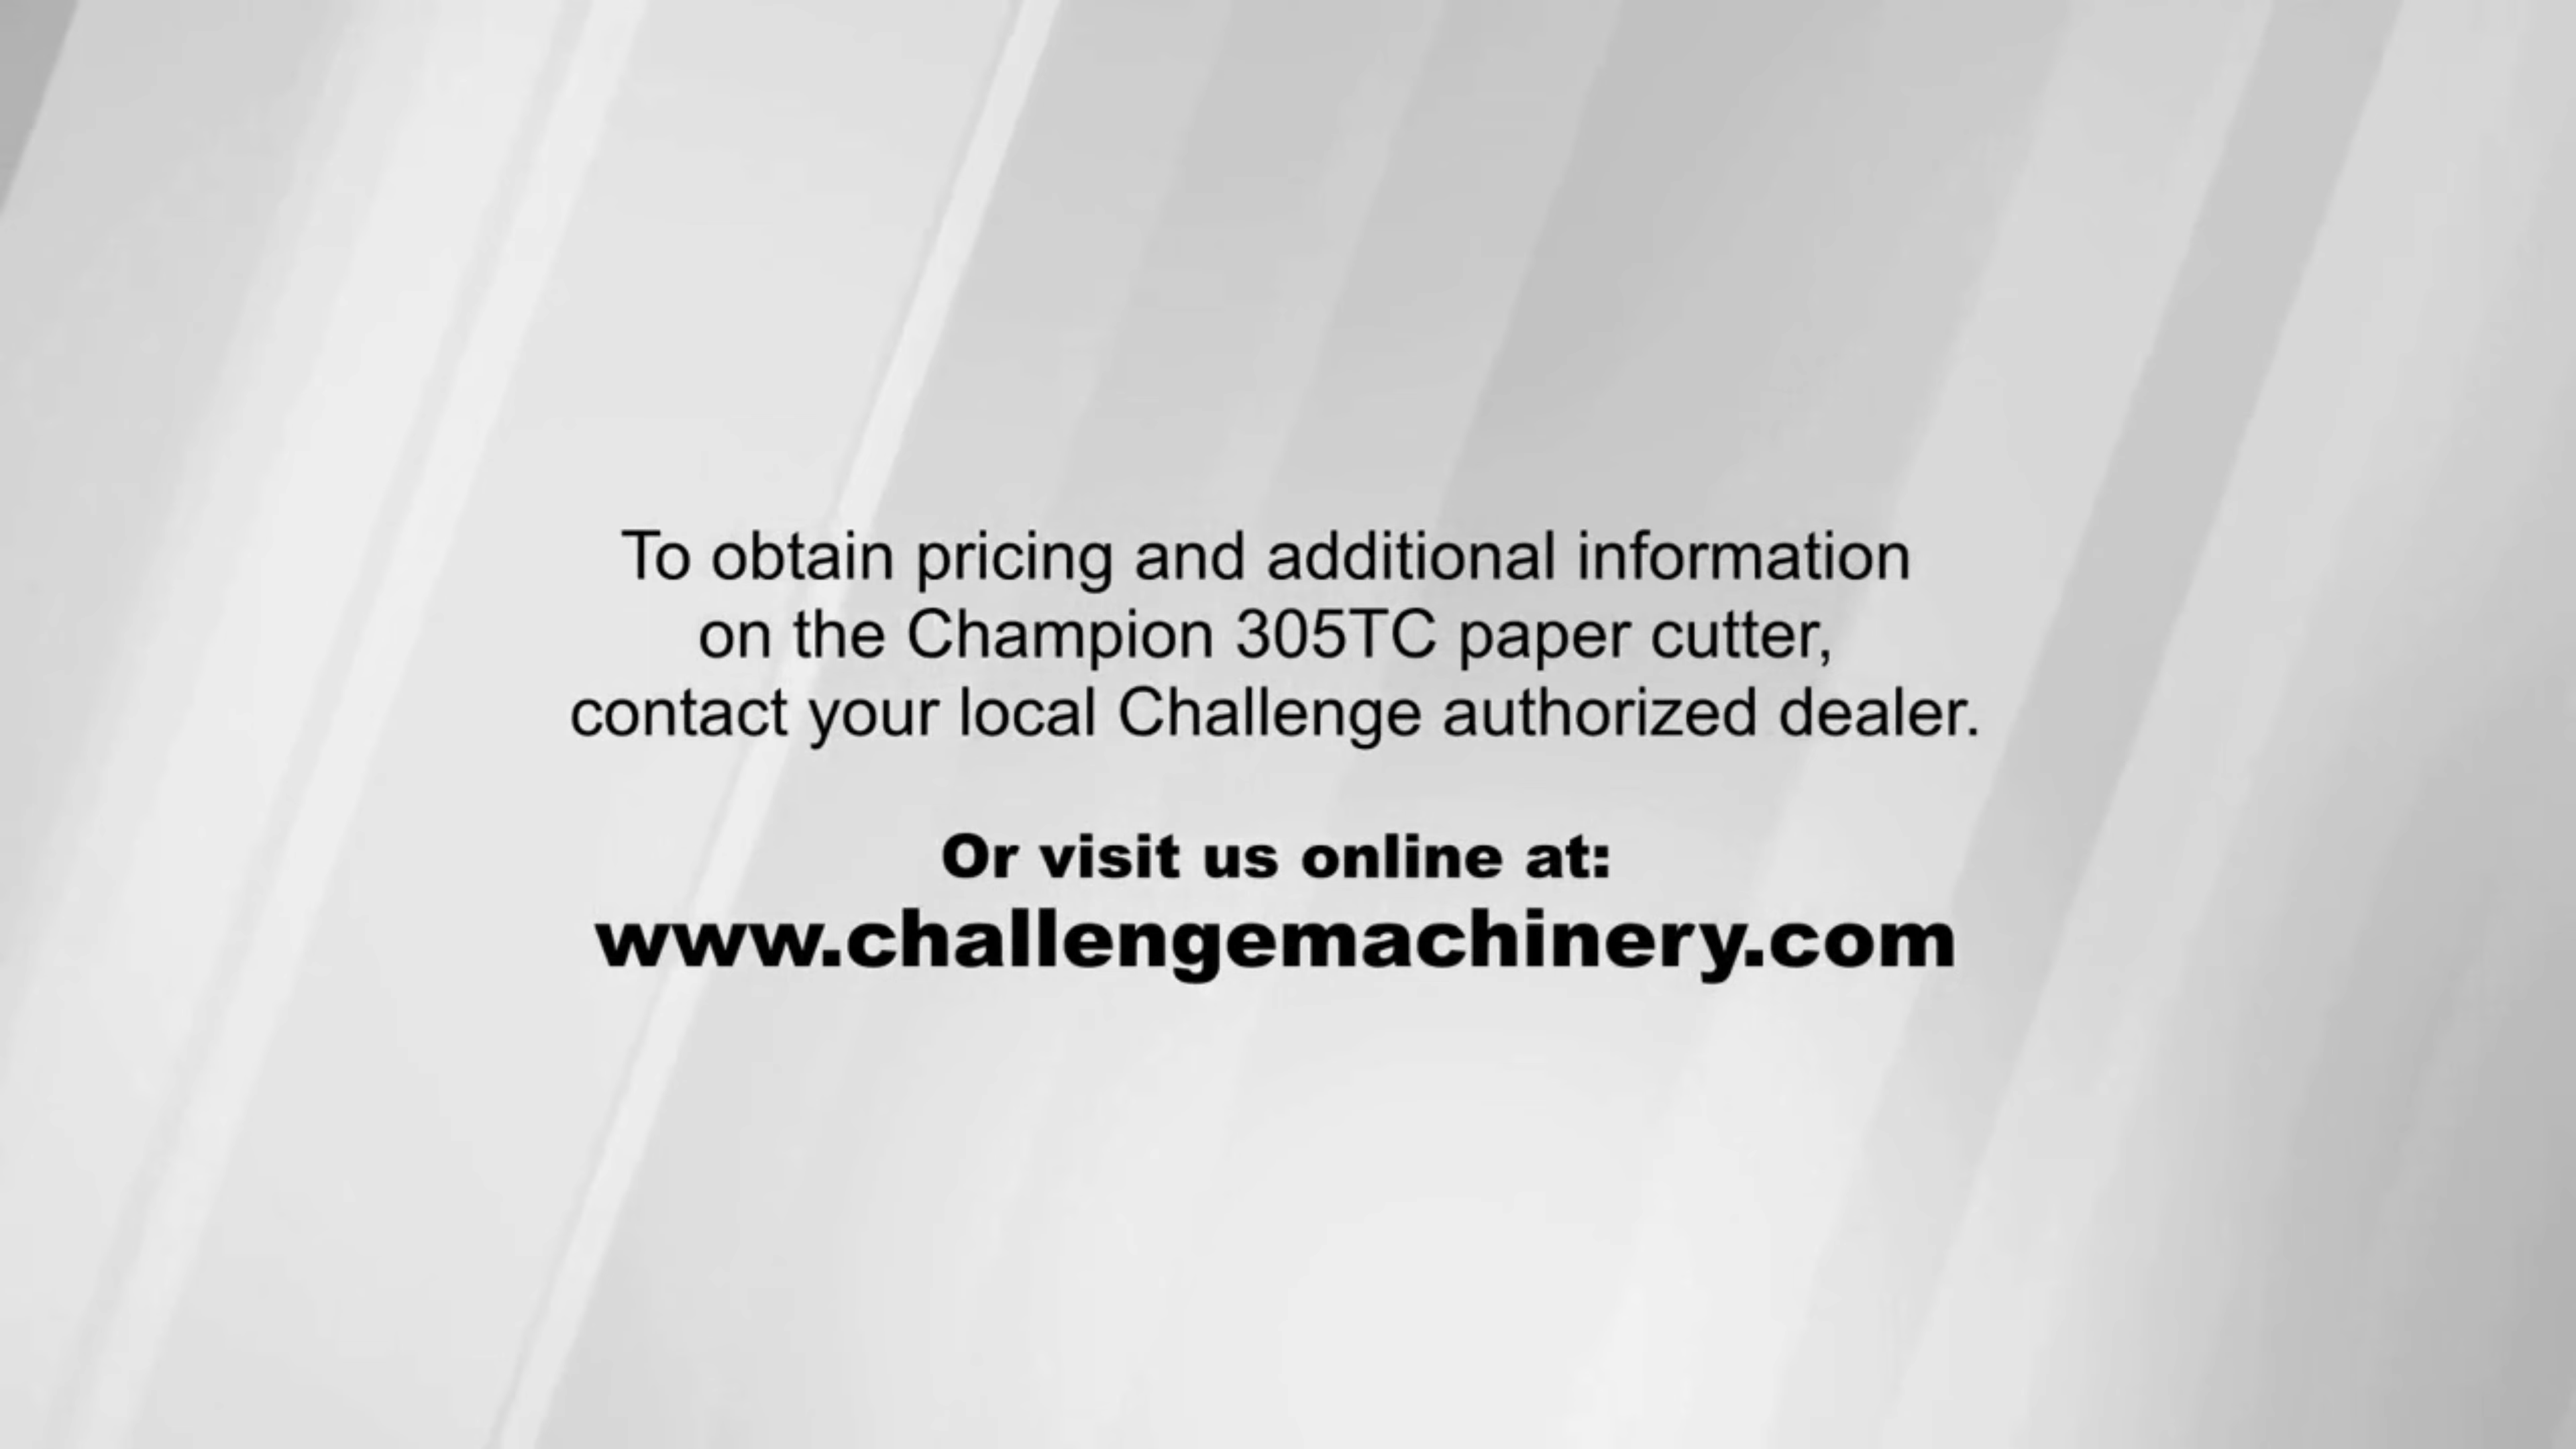 To obtain pricing and additional information
on the Champion 305TC paper cutter,
contact your local Challenge authorized dealer.
Or visit us online at:
www.challengemachinery.com